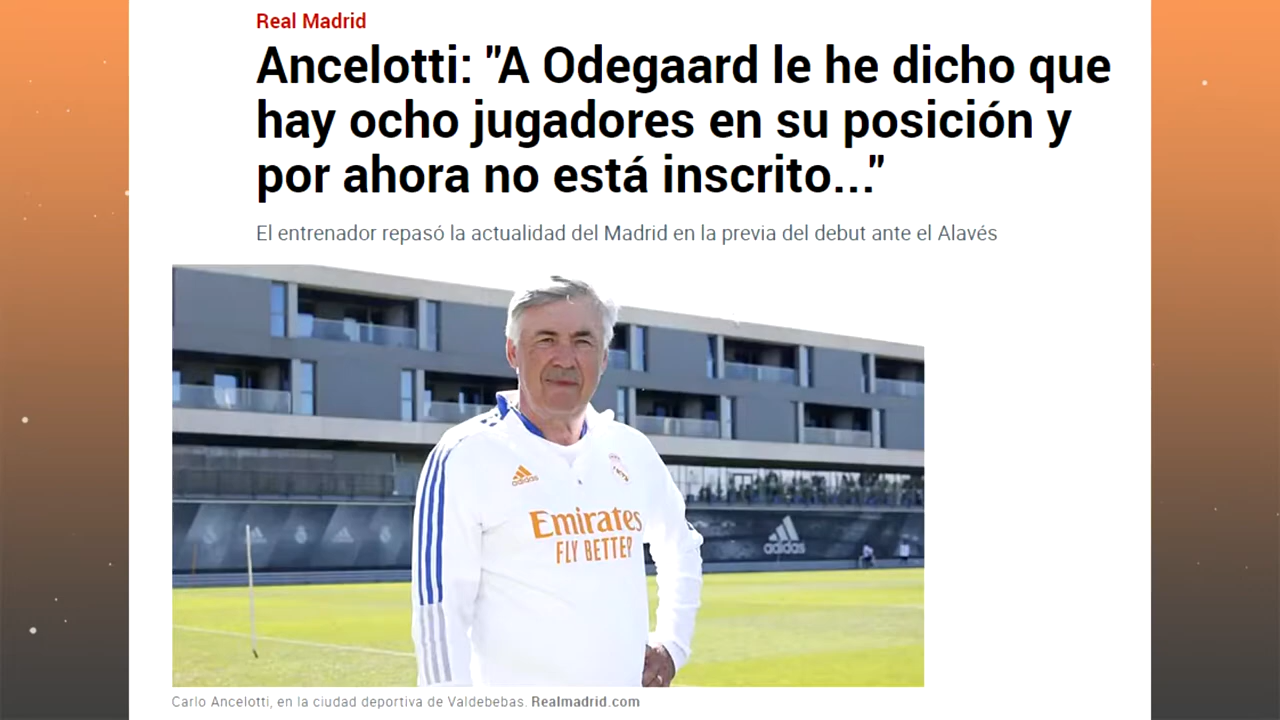 Real Madrid
Ancelotti: "A Odegaard le he dicho que
hay ocho jugadores en su posición y
por ahora no está inscrito..."
El entrenador repasó la actualidad del Madrid en la previa del debut ante el Alavés
adidas
Emirates
FLY BETTER
adidas
Carlo Ancelotti, en la ciudad deportiva de Valdebebas. Realmadrid.com